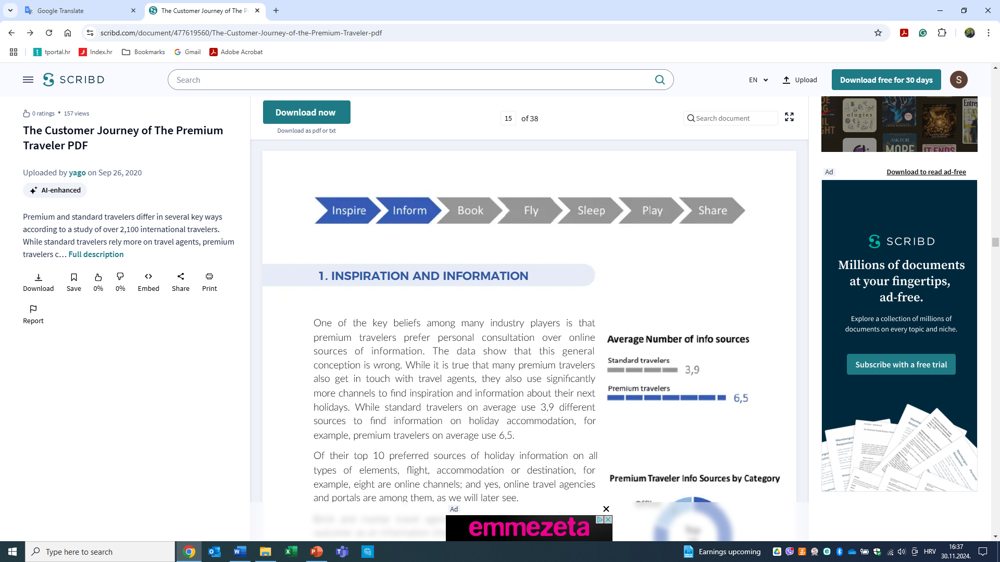 Google Translate
The Customer Journey of The P
scribd.com/document/477619560/The-Customer-Journey-of-the-Premium-Traveler-pdf
tportal.hr
Index.hr
Bookmarks
Gmail
Adobe Acrobat
SCRIBD
Search
EN
Upload
Download free for 30 days
S
0 ratings • 157 views
The Customer Journey of The Premium
Traveler PDF
Uploaded by yago on Sep 26, 2020
AI-enhanced
Premium and standard travelers differ in several key ways
according to a study of over 2,100 international travelers.
While standard travelers rely more on travel agents, premium
travelers c… Full description
Download
Save
0%
0%
Embed
Share
Print
Report
Download now
Download as pdf or txt
15 of 38
Search document
Inspire
Inform
Book
Fly
Sleep
Play
Share
1. INSPIRATION AND INFORMATION
One of the key beliefs among many industry players is that
premium travelers prefer personal consultation over online
sources of information. The data show that this general
conception is wrong. While it is true that many premium travelers
also get in touch with travel agents, they also use significantly
more channels to find inspiration and information about their next
holidays. While standard travelers on average use 3,9 different
sources to find information on holiday accommodation, for
example, premium travelers on average use 6,5.
Of their top 10 preferred sources of holiday information on all
types of elements, flight, accommodation or destination, for
example, eight are online channels; and yes, online travel agencies
and portals are among them, as we will later see.
Average Number of info sources
Standard travelers
3,9
Premium travelers
6,5
Premium Traveler Info Sources by Category
Ad
emmezeta
ologies
ASK FOR
MORE
IT ENDS
Entre
Ad
Download to read ad-free
SCRIBD
Millions of documents
at your fingertips,
ad-free.
Explore a collection of millions of
documents on every topic and niche.
Subscribe with a free trial
Type here to search
Earnings upcoming
HRV
16:37
30.11.2024.